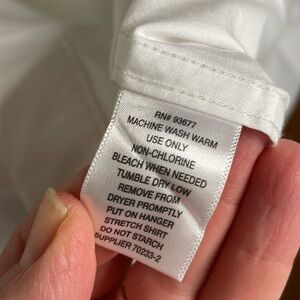 RN# 93677
MACHINE WASH WARM
USE ONLY
NON-CHLORINE
BLEACH WHEN NEEDED
TUMBLE DRY LOW
REMOVE FROM
DRYER PROMPTLY
PUT ON HANGER
STRETCH SHIRT
DO NOT STARCH
SUPPLIER 70233-2